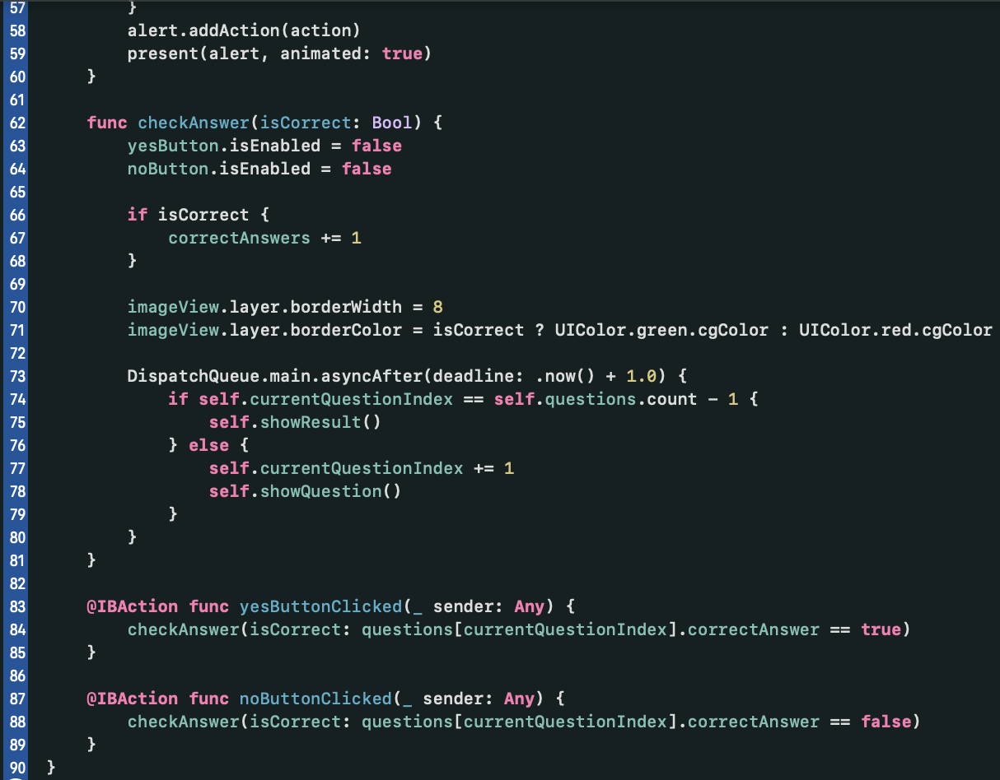 57         }
58         alert.addAction(action)
59         present(alert, animated: true)
60     }
61
62     func checkAnswer(isCorrect: Bool) {
63         yesButton.isEnabled = false
64         noButton.isEnabled = false
65
66         if isCorrect {
67             correctAnswers += 1
68         }
69
70         imageView.layer.borderWidth = 8
71         imageView.layer.borderColor = isCorrect ? UIColor.green.cgColor : UIColor.red.cgColor
72
73         DispatchQueue.main.asyncAfter(deadline: .now() + 1.0) {
74             if self.currentQuestionIndex == self.questions.count - 1 {
75                 self.showResult()
76             } else {
77                 self.currentQuestionIndex += 1
78                 self.showQuestion()
79             }
80         }
81     }
82
83     @IBAction func yesButtonClicked(_ sender: Any) {
84         checkAnswer(isCorrect: questions[currentQuestionIndex].correctAnswer == true)
85     }
86
87     @IBAction func noButtonClicked(_ sender: Any) {
88         checkAnswer(isCorrect: questions[currentQuestionIndex].correctAnswer == false)
89     }
90 }